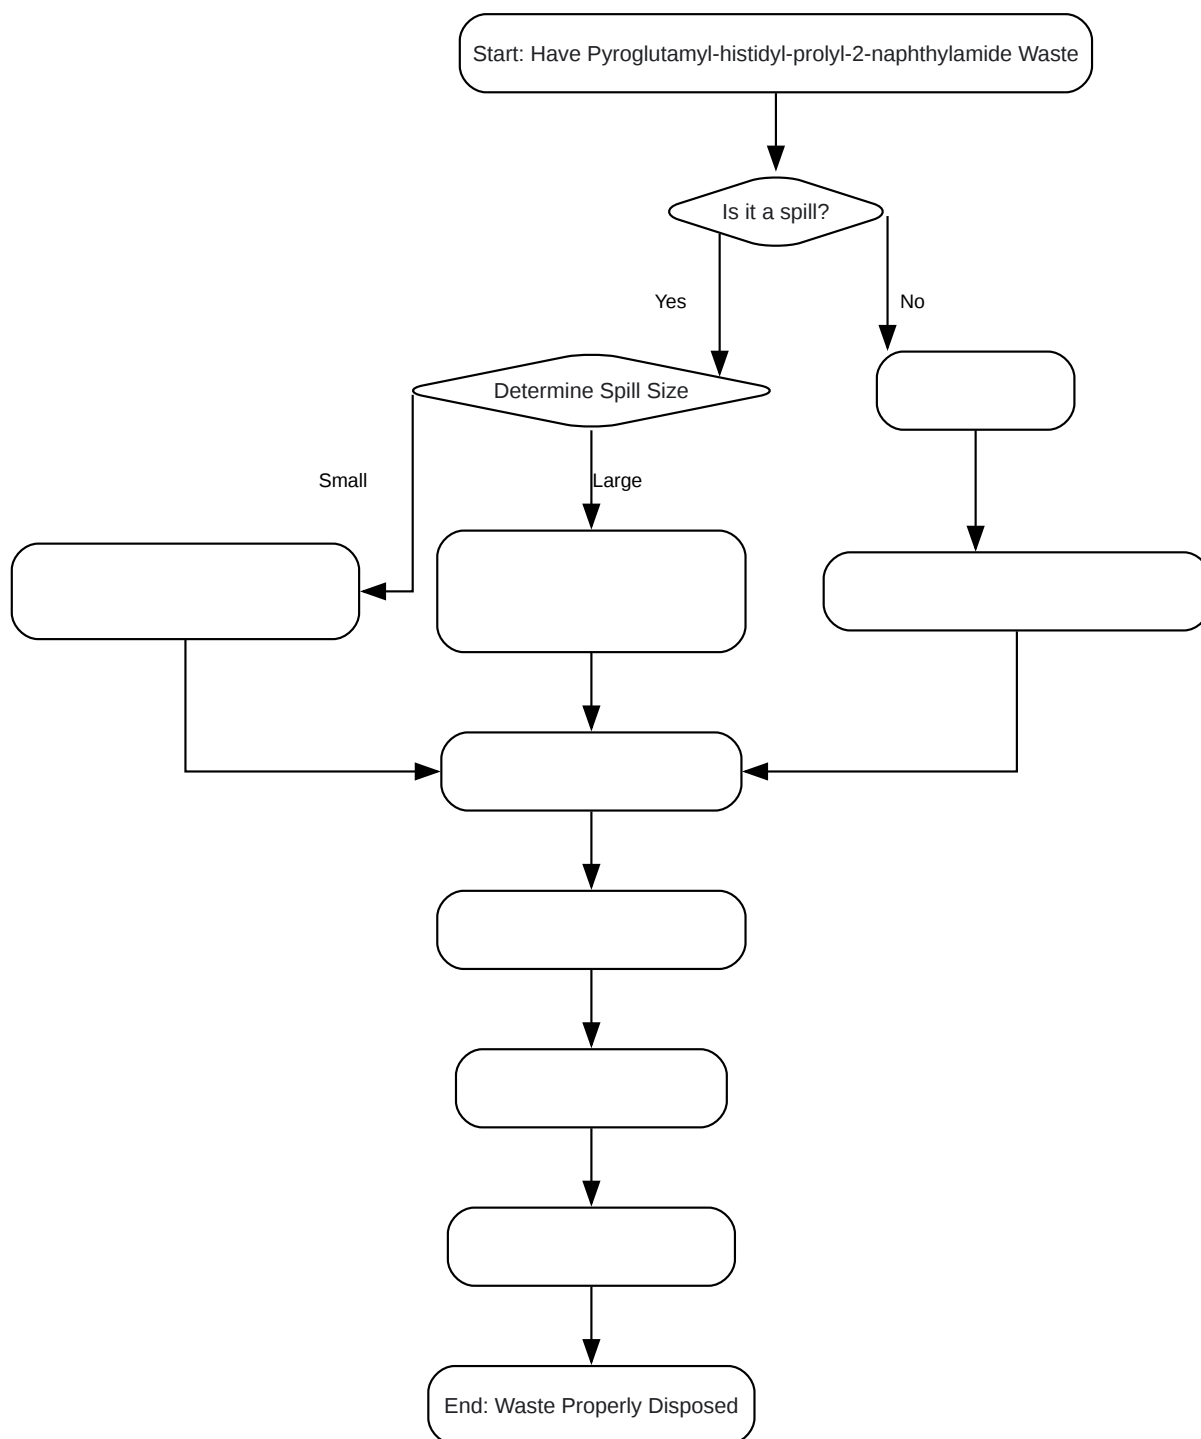 Start: Have Pyroglutamyl-histidyl-prolyl-2-naphthylamide Waste
Is it a spill?
Yes
No
Determine Spill Size
Small
Large
End: Waste Properly Disposed